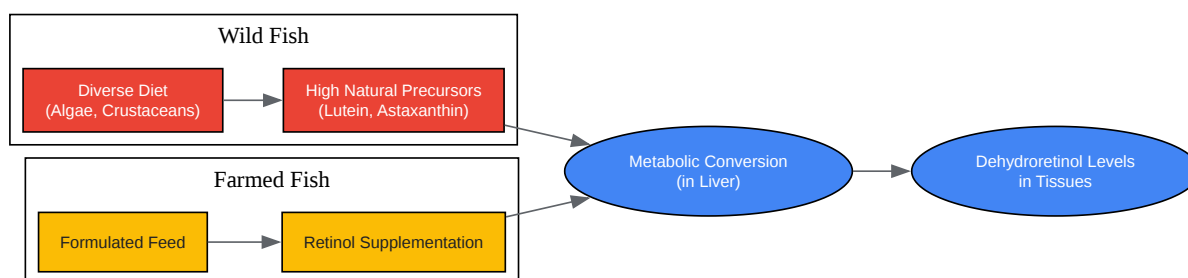 Wild Fish
Diverse Diet
(Algae, Crustaceans)
High Natural Precursors
(Lutein, Astaxanthin)
Farmed Fish
Formulated Feed
Retinol Supplementation
Metabolic Conversion
(in Liver)
Dehydroretinol Levels
in Tissues